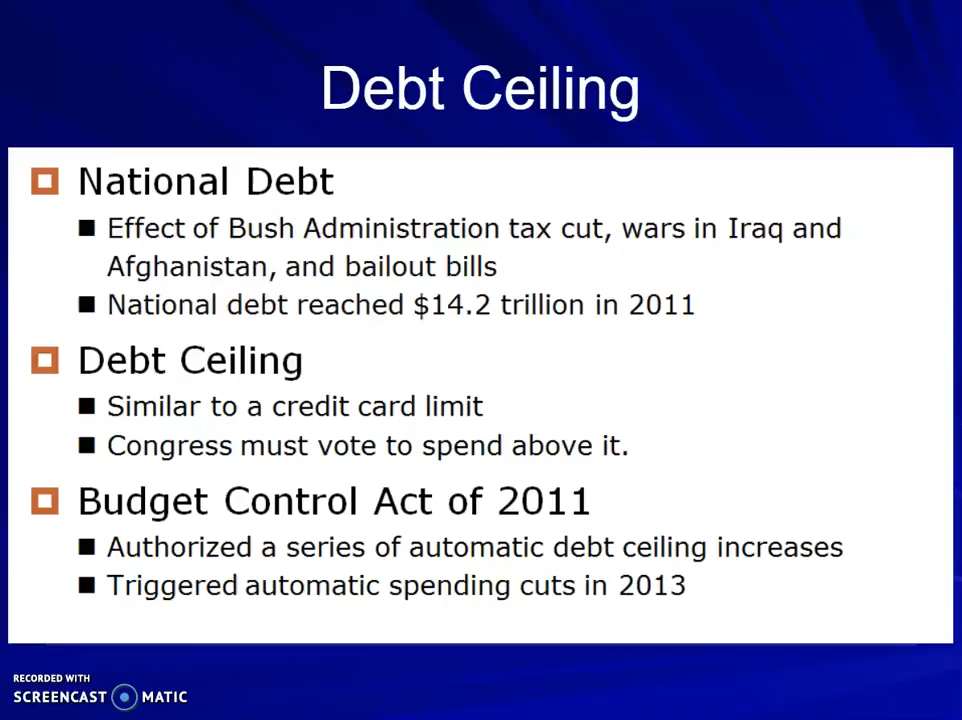 Debt Ceiling
National Debt
Effect of Bush Administration tax cut, wars in Iraq and
Afghanistan, and bailout bills
National debt reached $14.2 trillion in 2011
Debt Ceiling
Similar to a credit card limit
Congress must vote to spend above it.
Budget Control Act of 2011
Authorized a series of automatic debt ceiling increases
Triggered automatic spending cuts in 2013
RECORDED WITH
SCREENCAST MATIC